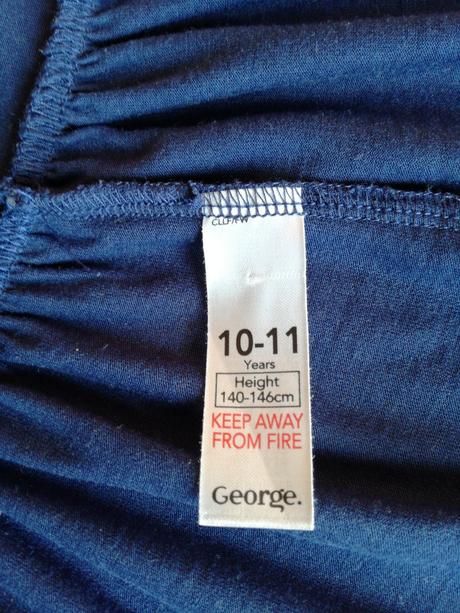 10-11
Years
Height
140-146cm
KEEP AWAY
FROM FIRE
George.